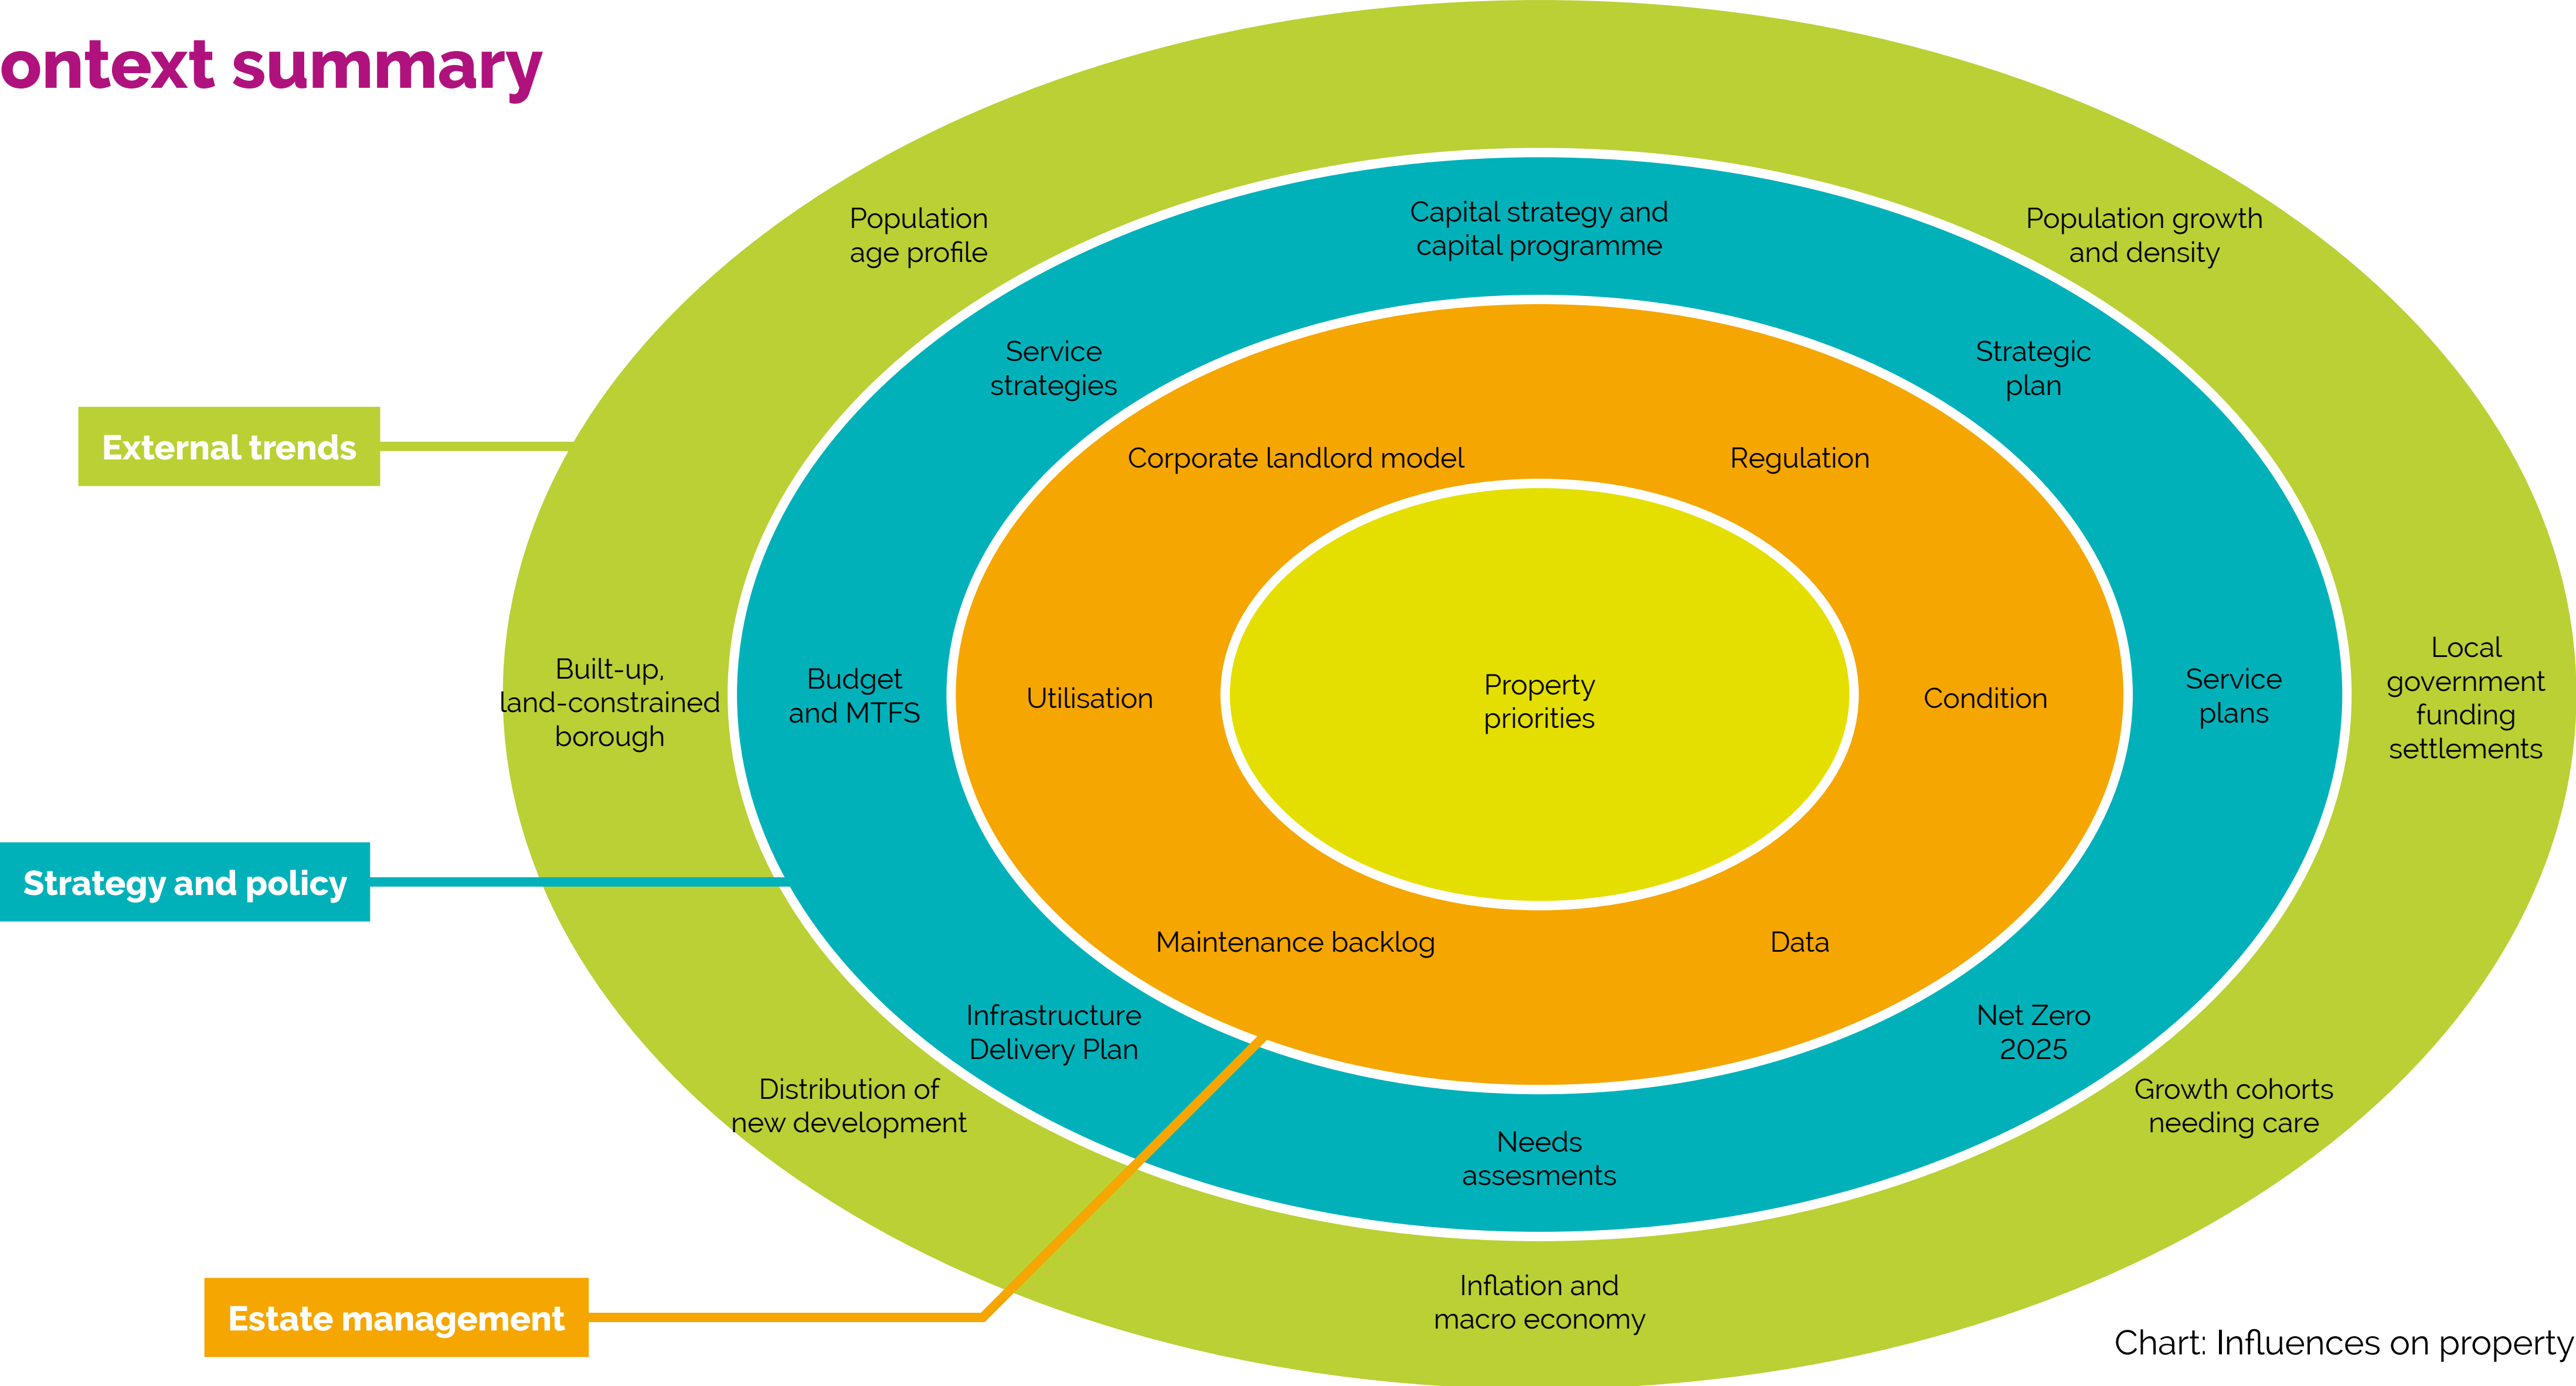 ontext summary
Population
age profile
Capital strategy and
capital programme
Population growth
and density
Service
strategies
Strategic
plan
External trends
Corporate landlord model
Regulation
Built-up,
land-constrained
borough
Budget
and MTFS
Utilisation
Property
priorities
Condition
Service
plans
Local
government
funding
settlements
Strategy and policy
Maintenance backlog
Data
Infrastructure
Delivery Plan
Net Zero
2025
Distribution of
new development
Growth cohorts
needing care
Needs
assesments
Estate management
Inflation and
macro economy
Chart: Influences on property